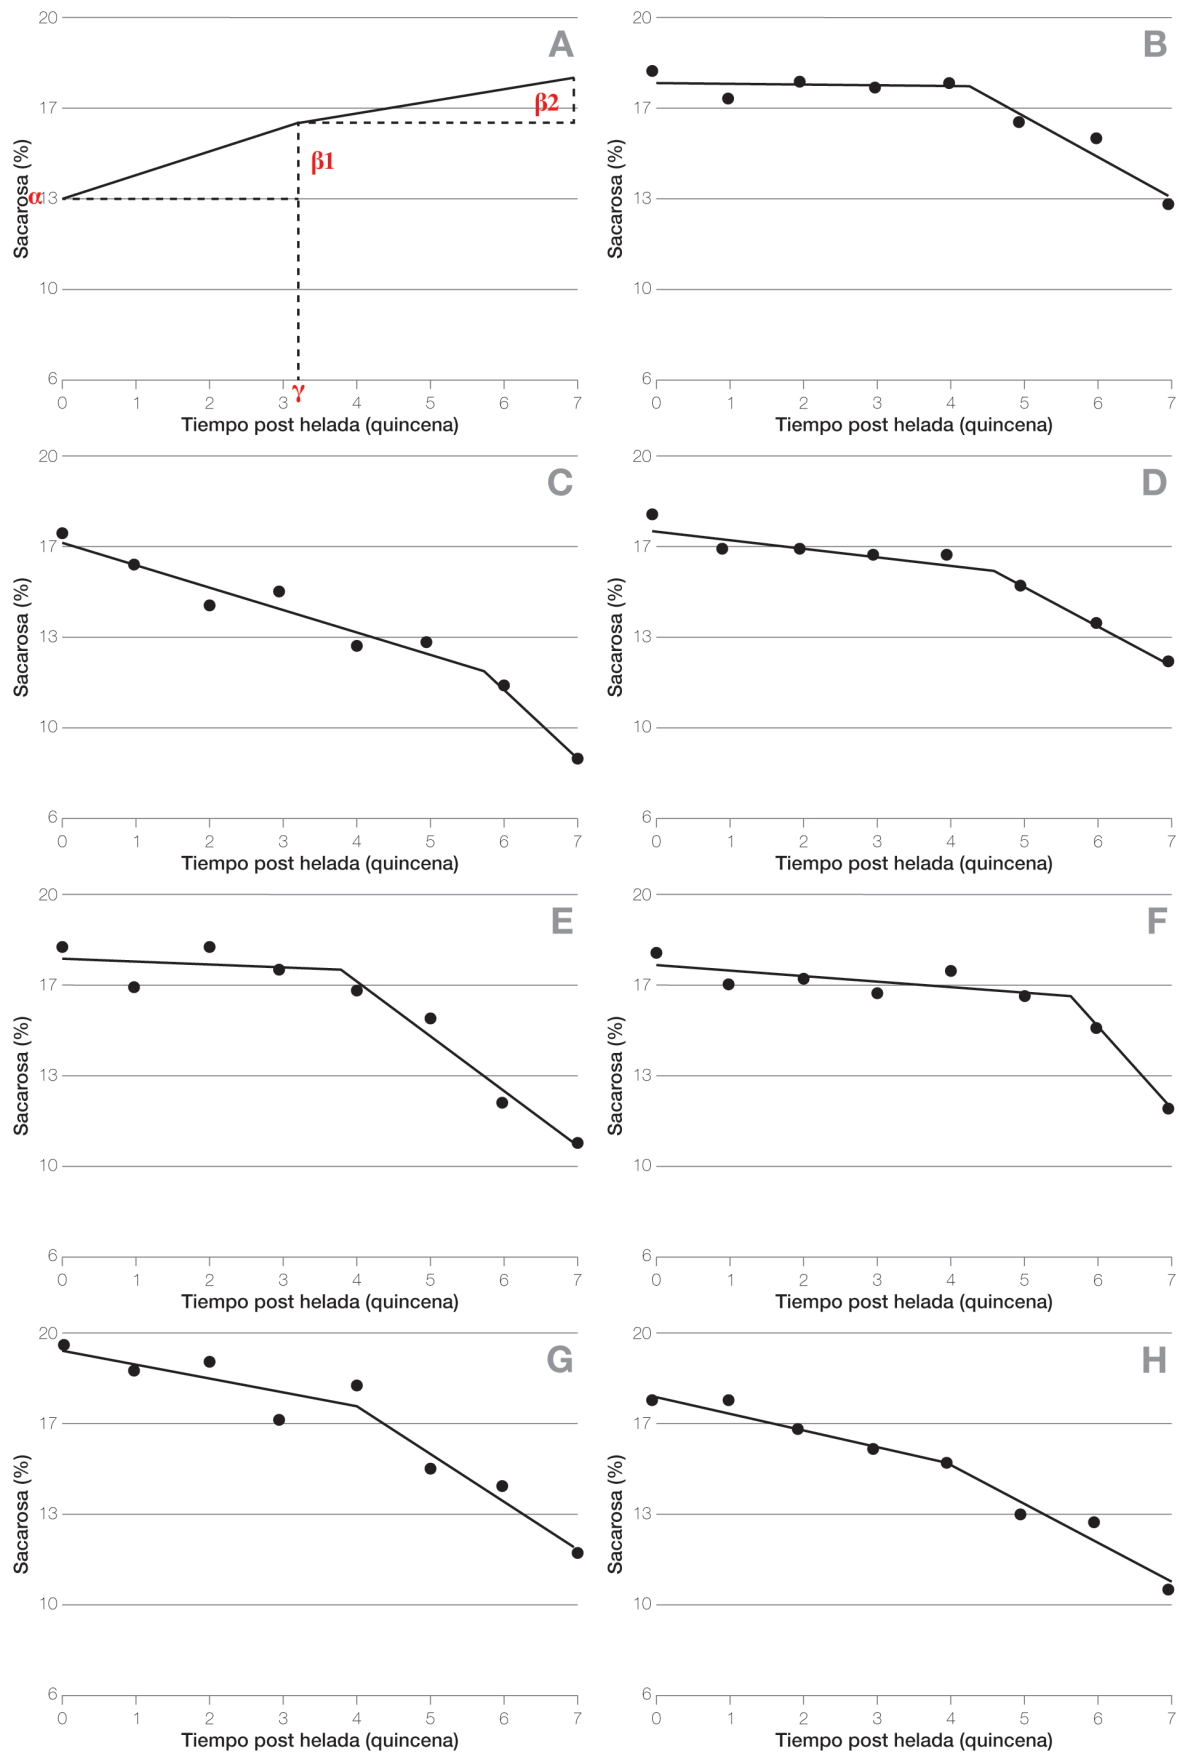 20
A
17
β2
β1
Sacarosa (%)
α
13
10
6
γ
0 1 2 3 4 5 6 7
Tiempo post helada (quincena)
20
B
17
Sacarosa (%)
13
10
6
0 1 2 3 4 5 6 7
Tiempo post helada (quincena)
20
C
17
Sacarosa (%)
13
10
6
0 1 2 3 4 5 6 7
Tiempo post helada (quincena)
20
D
17
Sacarosa (%)
13
10
6
0 1 2 3 4 5 6 7
Tiempo post helada (quincena)
20
E
17
Sacarosa (%)
13
10
6
0 1 2 3 4 5 6 7
Tiempo post helada (quincena)
20
F
17
Sacarosa (%)
13
10
6
0 1 2 3 4 5 6 7
Tiempo post helada (quincena)
20
G
17
Sacarosa (%)
13
10
6
0 1 2 3 4 5 6 7
Tiempo post helada (quincena)
20
H
17
Sacarosa (%)
13
10
6
0 1 2 3 4 5 6 7
Tiempo post helada (quincena)